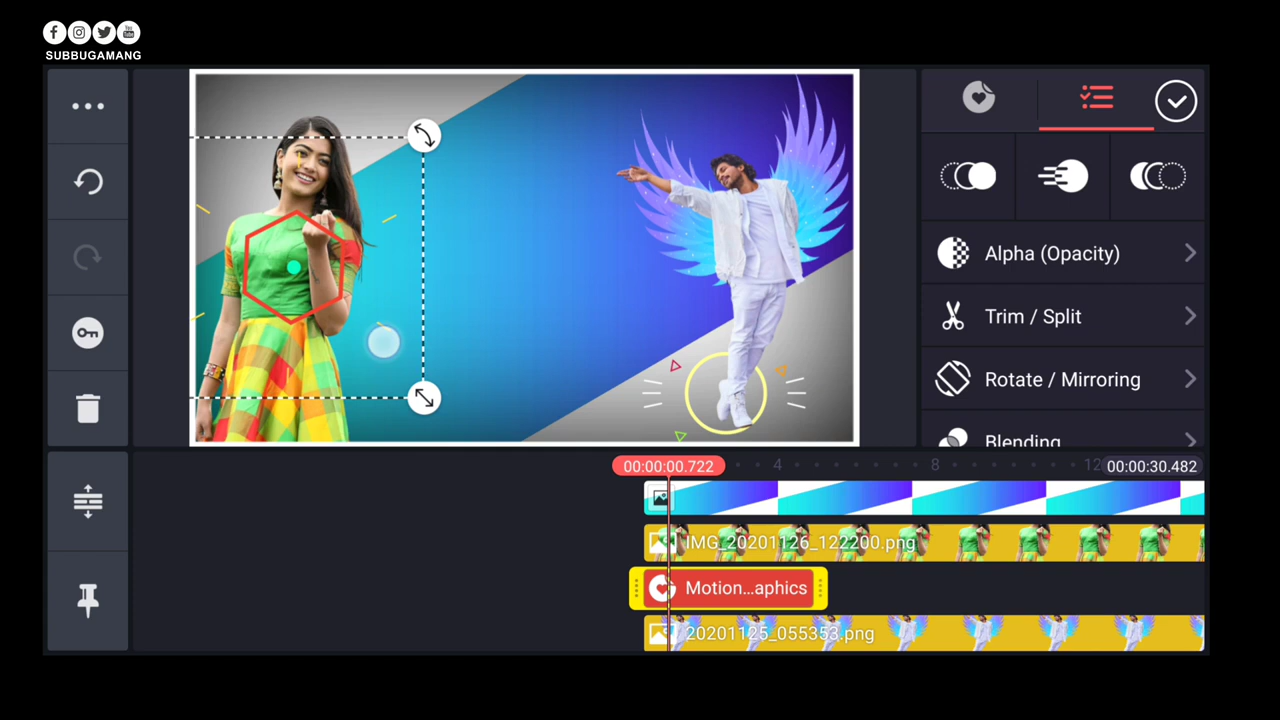 SUBBUGAMANG
Alpha (Opacity)
Trim / Split
Rotate / Mirroring
Blending
00:00:00.722
4
8
12
00:00:30.482
IMG_20201126_122200.png
Motion...aphics
20201125_055353.png